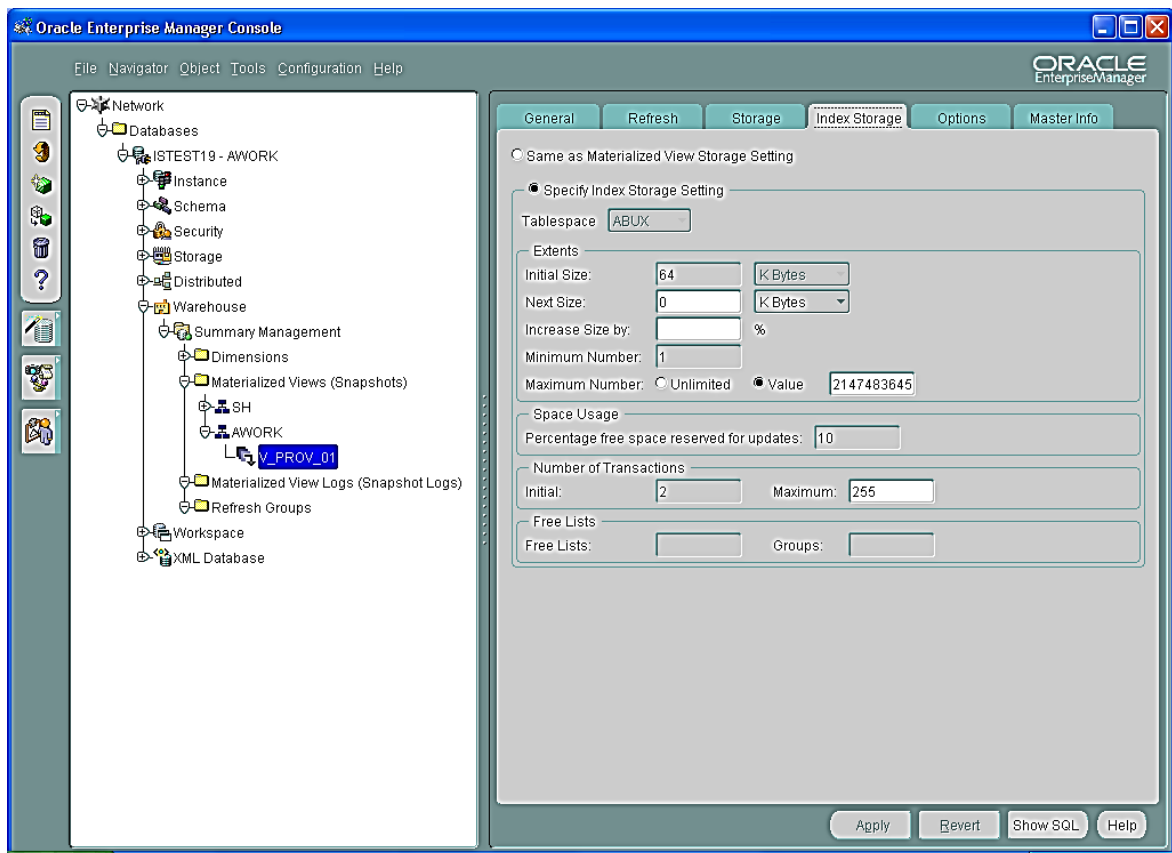 Oracle Enterprise Manager Console
File Navigator Object Tools Configuration Help
ORACLE
EnterpriseManager
Network
Databases
ISTEST19 - AWORK
Instance
Schema
Security
Storage
Distributed
Warehouse
Summary Management
Dimensions
Materialized Views (Snapshots)
SH
AWORK
V_PROV_01
Materialized View Logs (Snapshot Logs)
Refresh Groups
Workspace
XML Database
General Refresh Storage Index Storage Options Master Info
Same as Materialized View Storage Setting
Specify Index Storage Setting
Tablespace ABUX
Extents
Initial Size: 64 K Bytes
Next Size: 0 K Bytes
Increase Size by: %
Minimum Number: 1
Maximum Number: Unlimited Value 2147483645
Space Usage
Percentage free space reserved for updates: 10
Number of Transactions
Initial: 2 Maximum: 255
Free Lists
Free Lists: Groups:
Apply Revert Show SQL Help